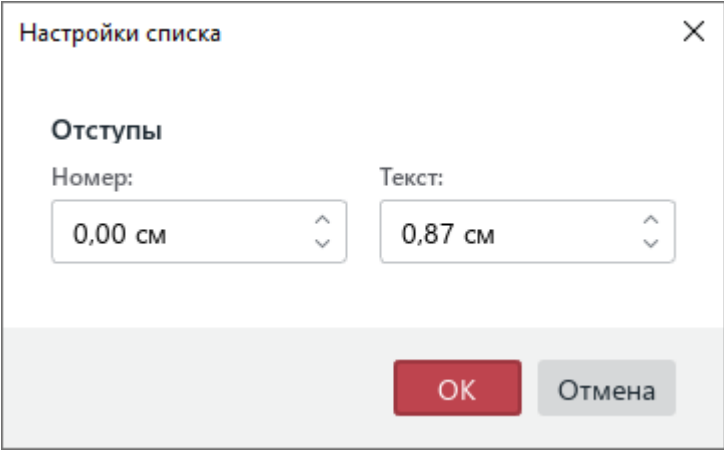 Настройки списка
Отступы
Номер: Текст:
0,00 см 0,87 см
ОК Отмена